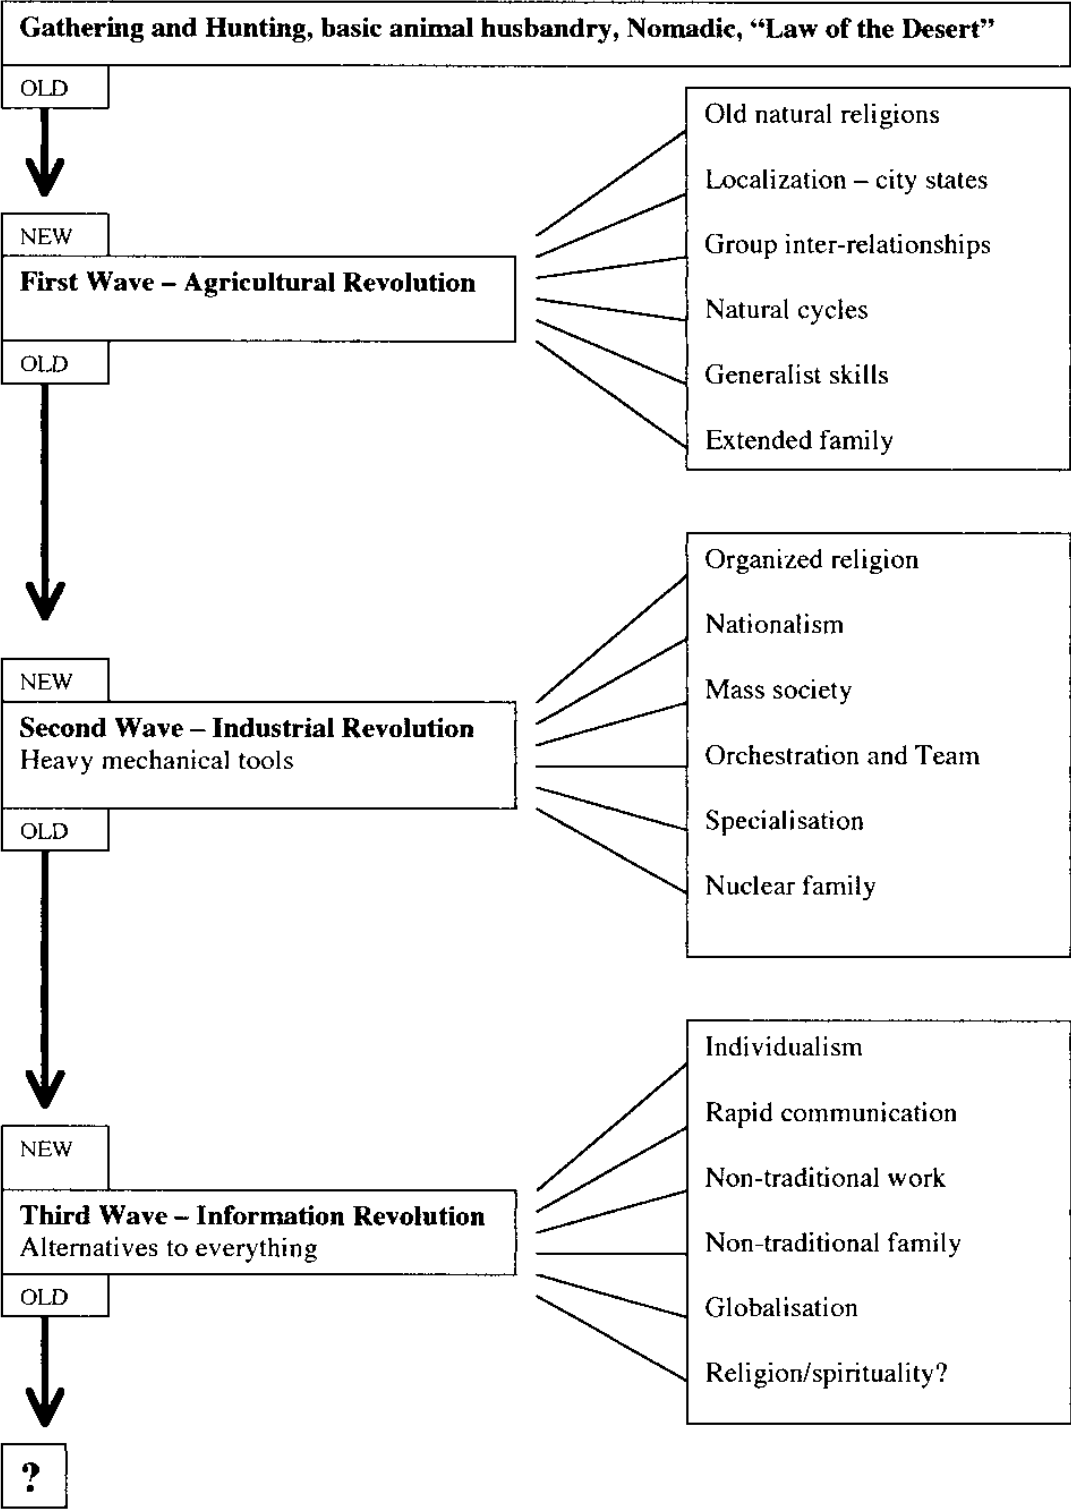 Gathering and Hunting, basic animal husbandry, Nomadic, “Law of the Desert”
OLD
NEW
First Wave – Agricultural Revolution
OLD
Old natural religions
Localization – city states
Group inter-relationships
Natural cycles
Generalist skills
Extended family
NEW
Second Wave – Industrial Revolution
Heavy mechanical tools
OLD
Organized religion
Nationalism
Mass society
Orchestration and Team
Specialisation
Nuclear family
NEW
Third Wave – Information Revolution
Alternatives to everything
OLD
Individualism
Rapid communication
Non-traditional work
Non-traditional family
Globalisation
Religion/spirituality?
?